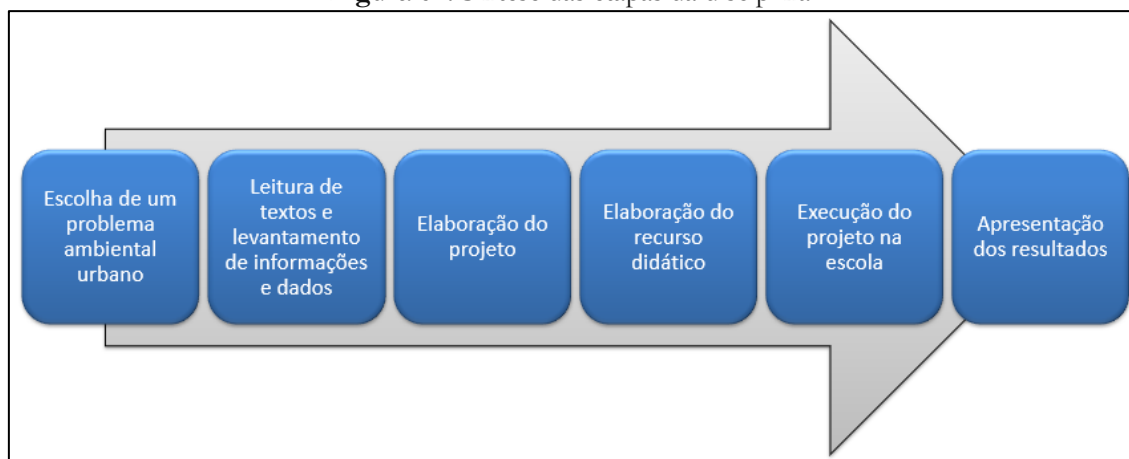 Escolha de um
problema
ambiental
urbano
Leitura de
textos e
levantamento
de informações
e dados
Elaboração do
projeto
Elaboração do
recurso
didático
Execução do
projeto na
escola
Apresentação
dos resultados